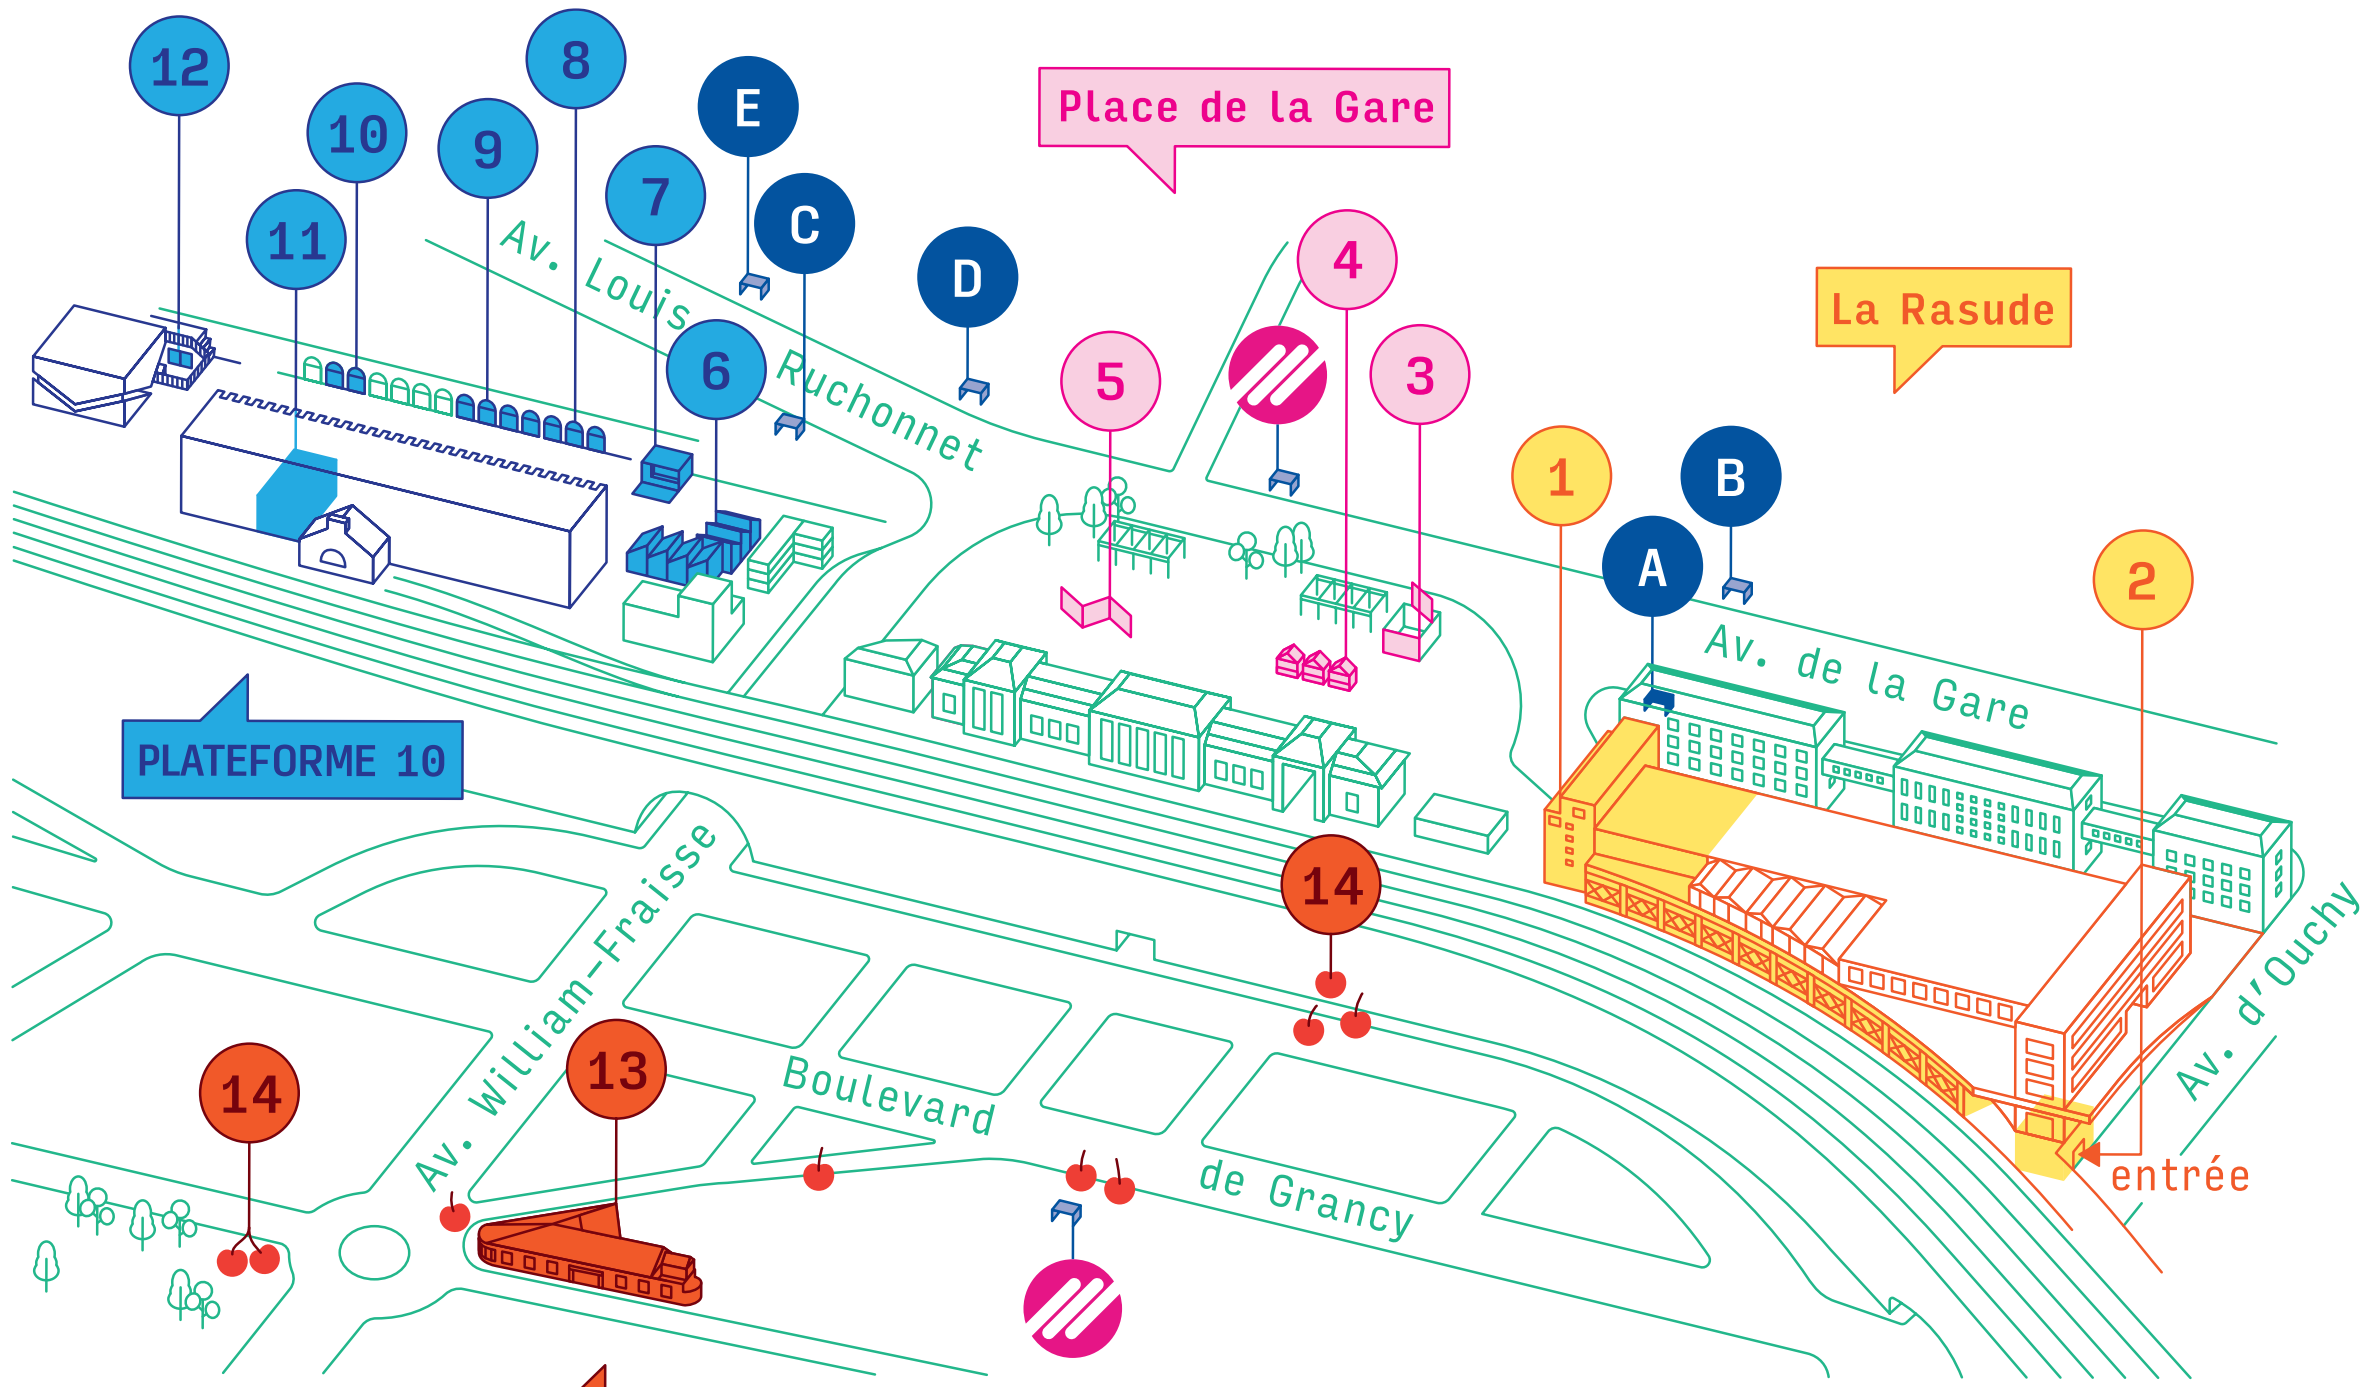 12
10
9
8
7
E
C
D
11
6
Av. Louis Ruchonnet
Place de la Gare
4
5
3
La Rasude
1
B
A
2
Av. de la Gare
PLATEFORME 10
Av. William-Fraisse
14
Av. d'Ouchy
14
13
Boulevard
de Grancy
entrée